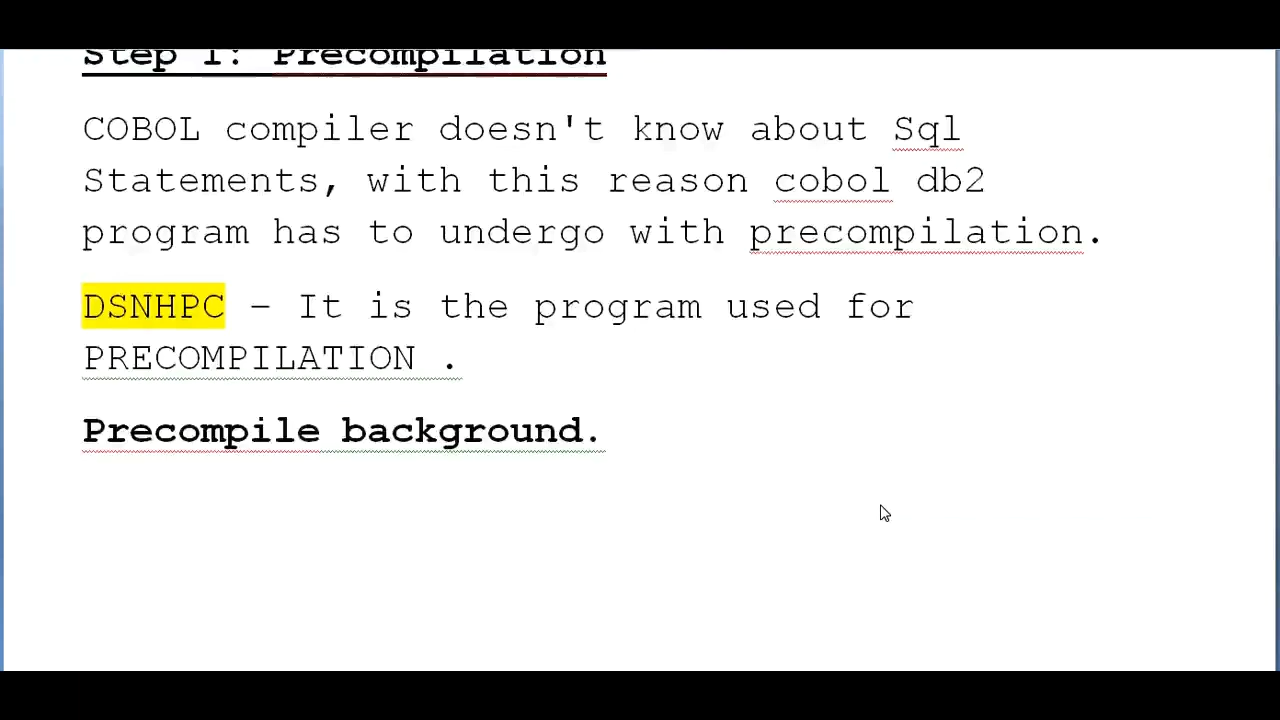 Step 1: Precompilation
COBOL compiler doesn't know about Sql
Statements, with this reason cobol db2
program has to undergo with precompilation.
DSNHPC – It is the program used for
PRECOMPILATION .
Precompile background.